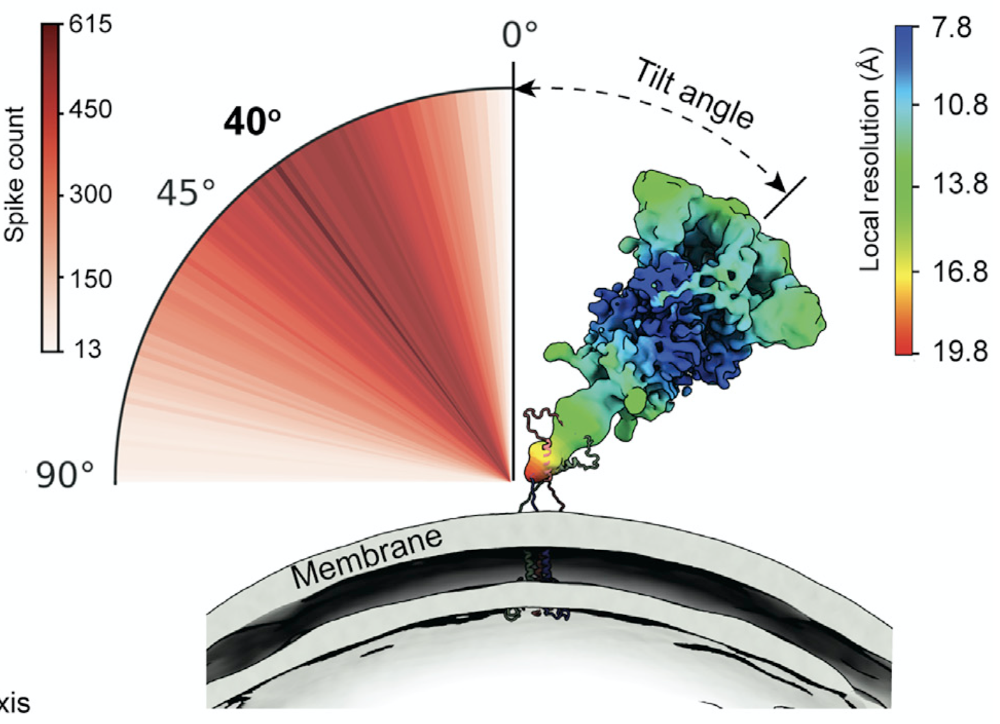 615
450
300
150
13
Spike count
0°
40°
45°
90°
Tilt angle
Local resolution (Å)
7.8
10.8
13.8
16.8
19.8
Membrane
xis